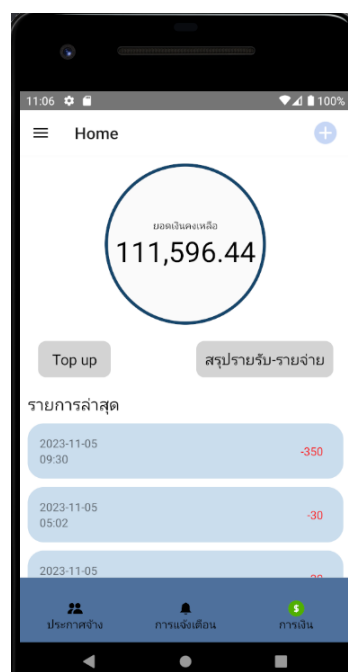 11:06 100%
Home
ยอดเงินคงเหลือ
111,596.44
Top up สรุปรายรับ-รายจ่าย
รายการล่าสุด
2023-11-05
09:30 -350
2023-11-05
05:02 -30
2023-11-05
ประกาศจ้าง การแจ้งเตือน การเงิน